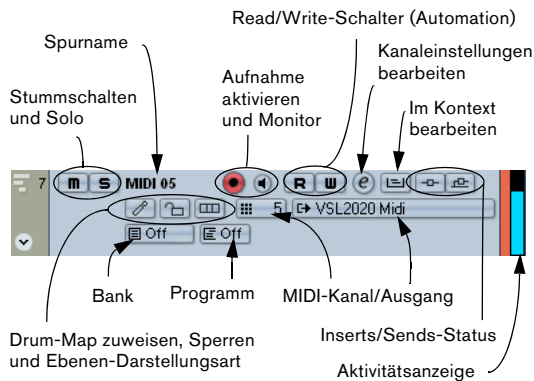 Read/Write-Schalter (Automation)
Spurname
Kanaleinstellungen
bearbeiten
Aufnahme
aktivieren
und Monitor
Stummschalten
und Solo
Im Kontext
bearbeiten
7 m S MIDI 05 R W e
5 VSL2020 Midi
Off Off
Bank
Programm
MIDI-Kanal/Ausgang
Drum-Map zuweisen, Sperren
und Ebenen-Darstellungsart
Inserts/Sends-Status
Aktivitätsanzeige